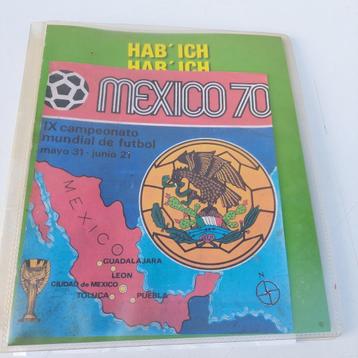 HAB´ICH
HAB´ICH
MEXICO 70
IX campeonato
mundial de futbol
mayo 31 - junio 21
MEXICO
GUADALAJARA
LEON
CIUDAD DE MEXICO
TOLUCA
PUEBLA
N